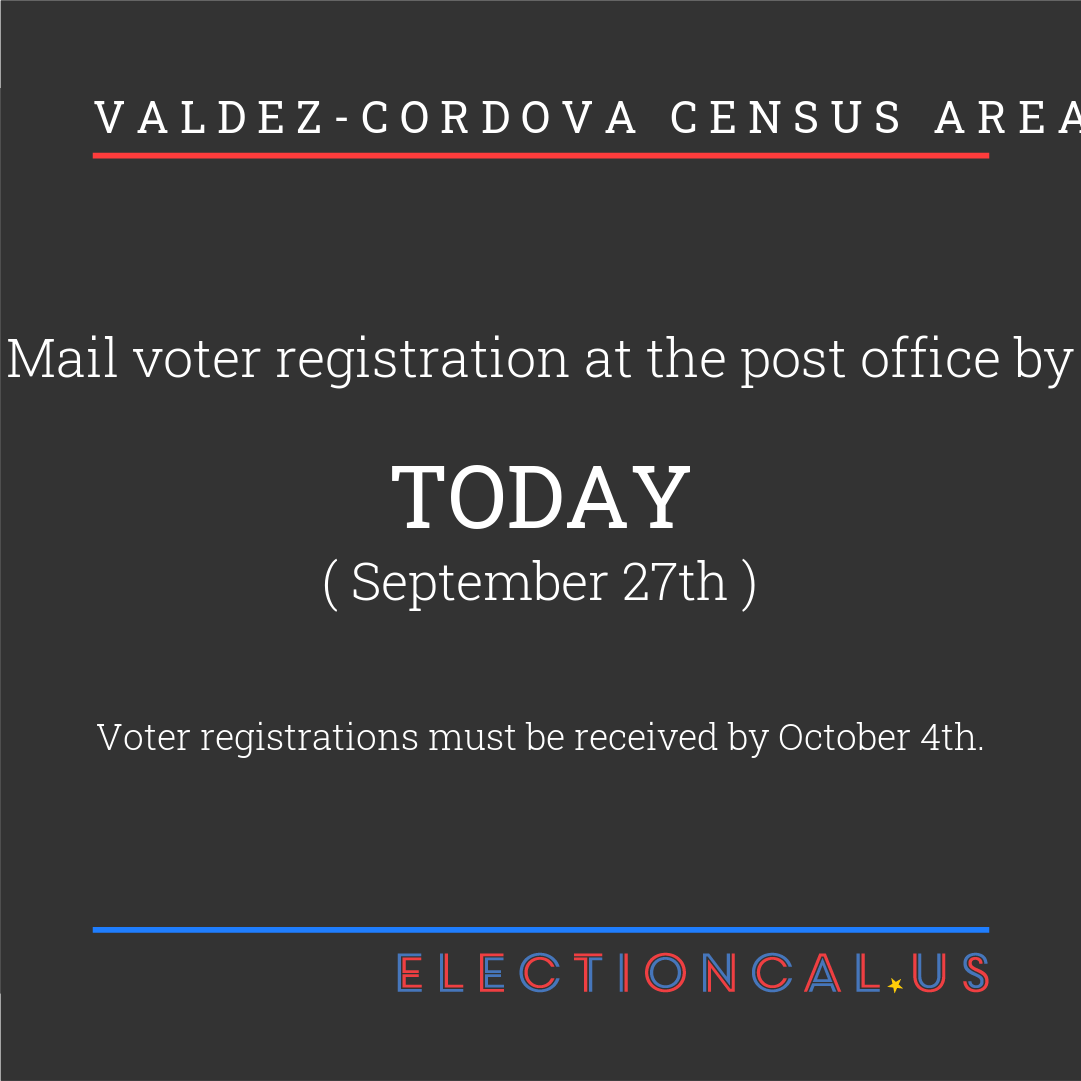 VALDEZ-CORDOVA CENSUS AREA
Mail voter registration at the post office by
TODAY
( September 27th )
Voter registrations must be received by October 4th.
ELECTIONCAL.US